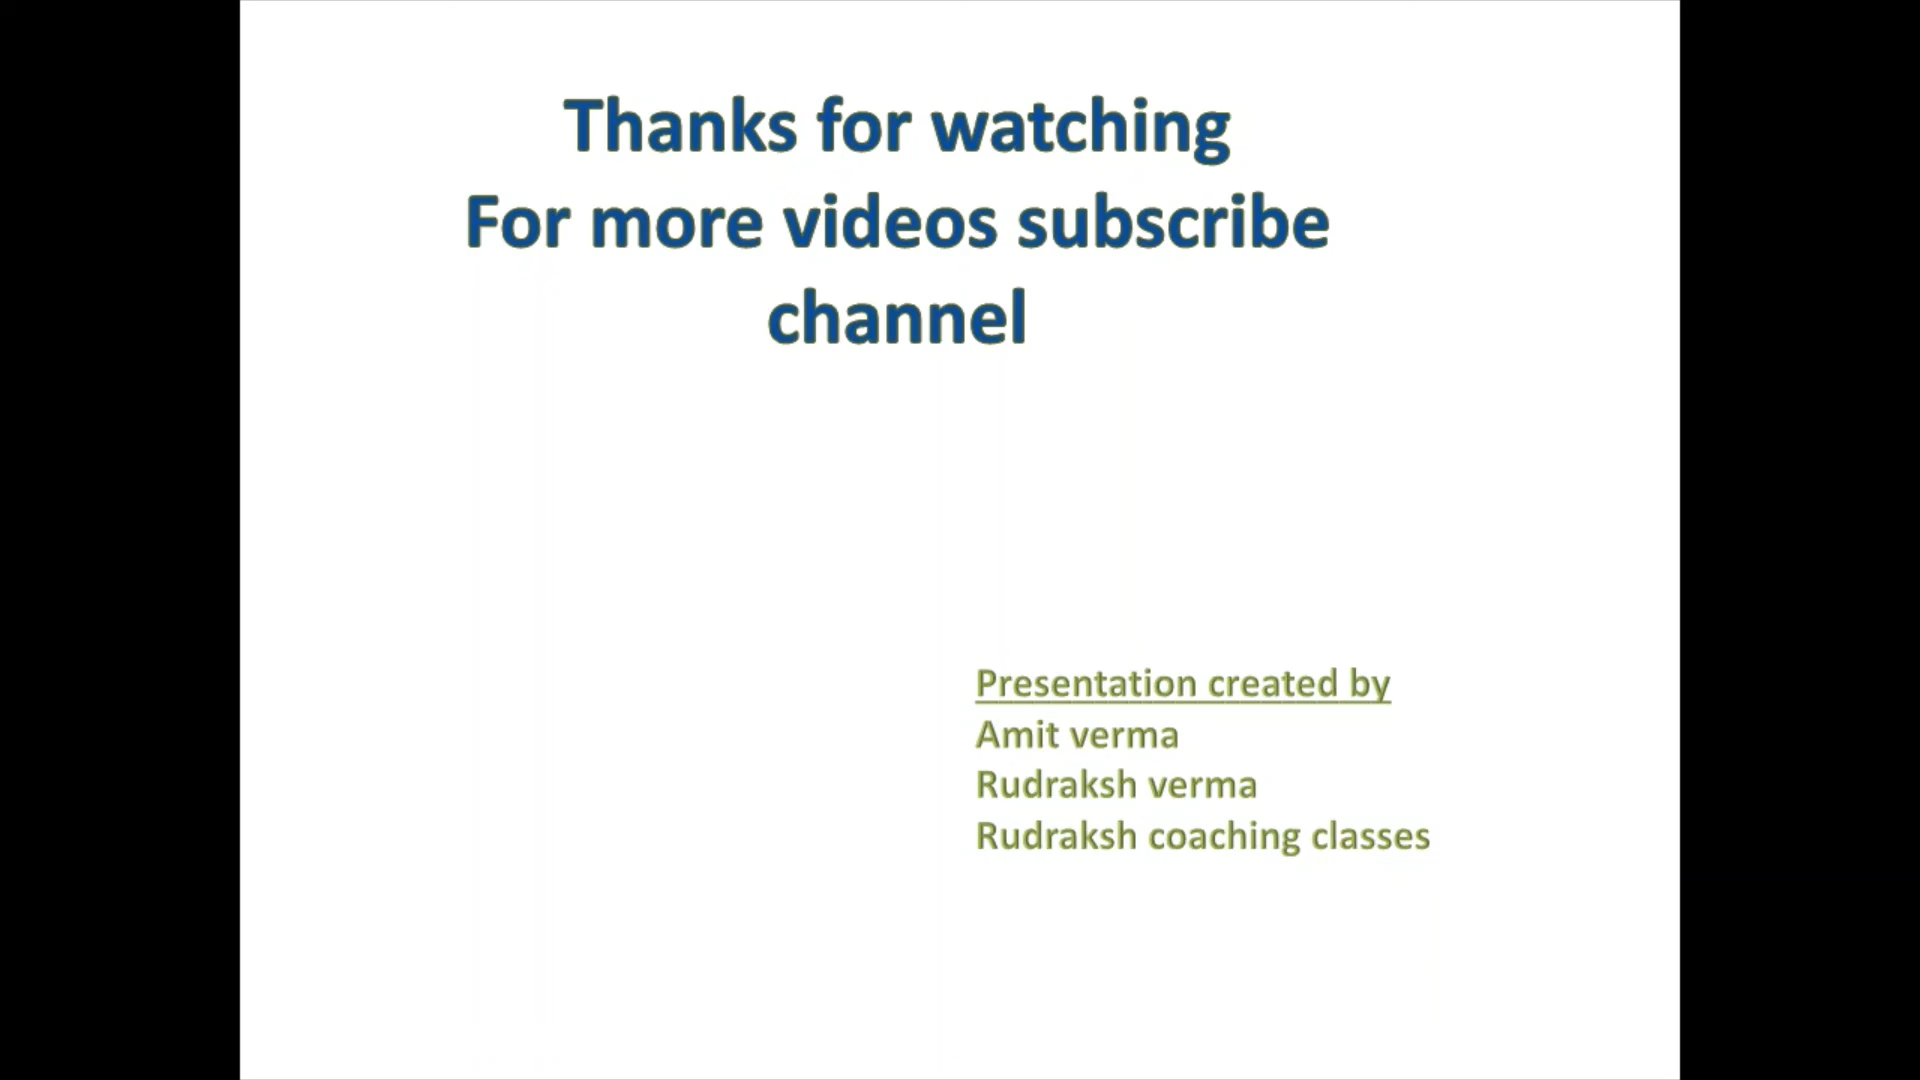 Thanks for watching
For more videos subscribe
channel
Presentation created by
Amit verma
Rudraksh verma
Rudraksh coaching classes